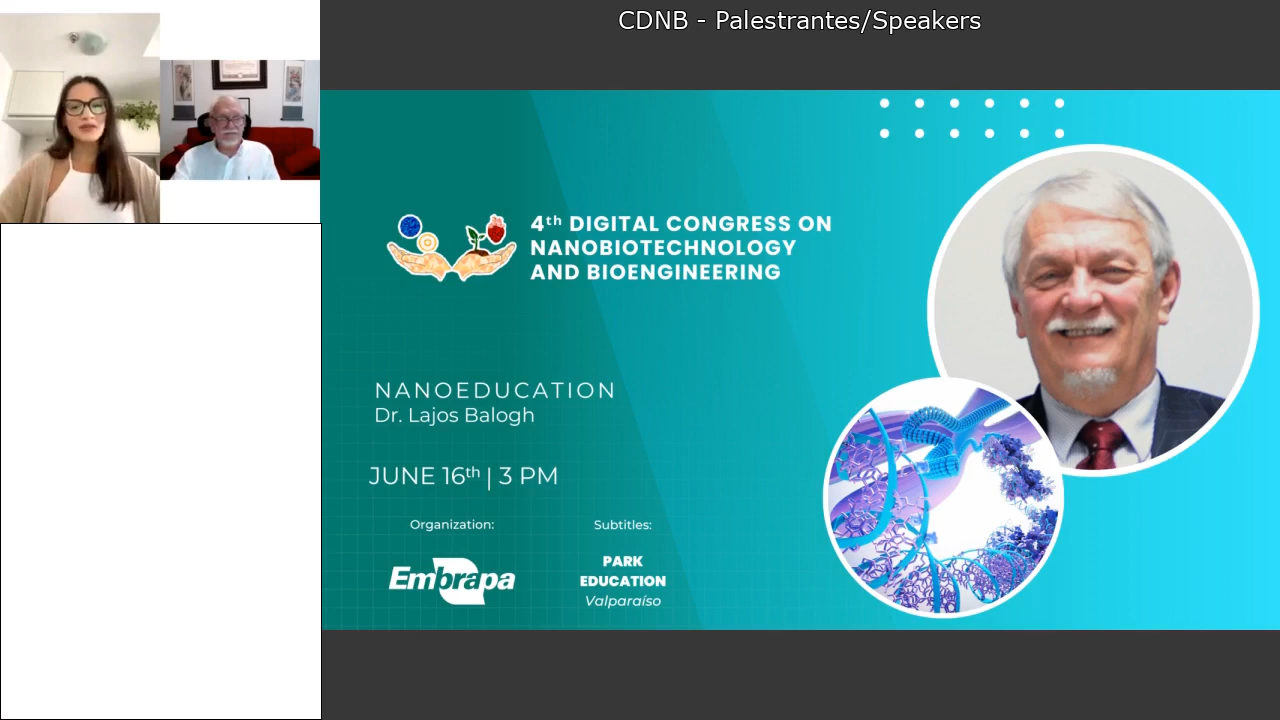 CDNB - Palestrantes/Speakers
4th DIGITAL CONGRESS ON
NANOBIOTECHNOLOGY
AND BIOENGINEERING
NANOEDUCATION
Dr. Lajos Balogh
JUNE 16th | 3 PM
Organization:
Embrapa
Subtitles:
PARK
EDUCATION
Valparaíso